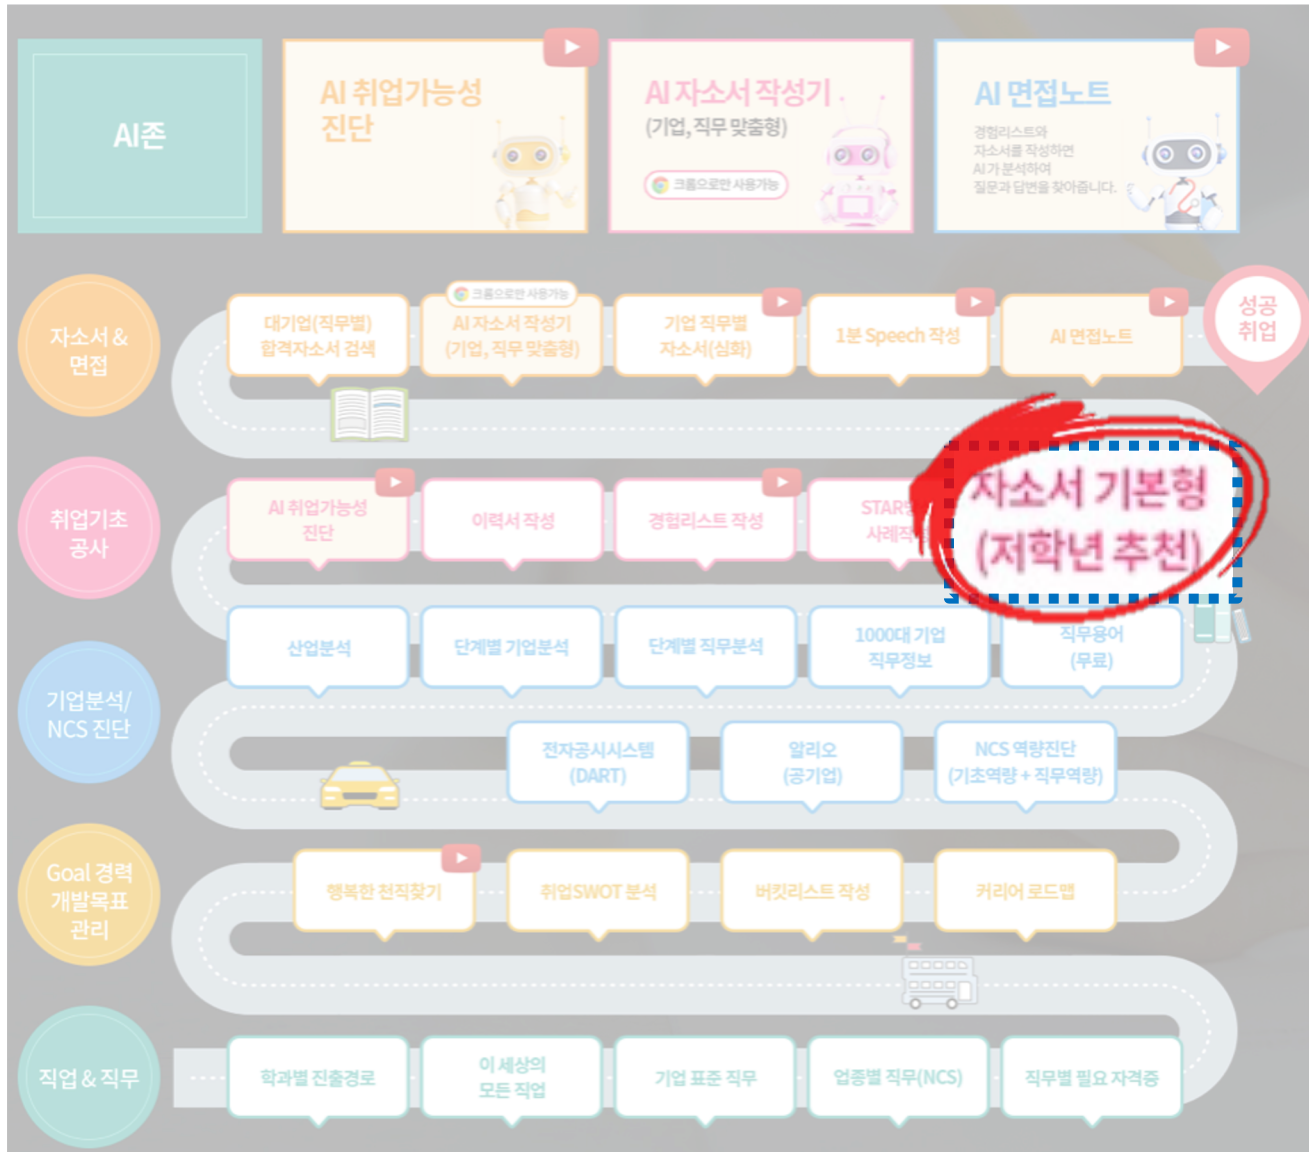 AI존
AI 취업가능성
진단
AI 자소서 작성기
(기업, 직무 맞춤형)
크롬으로만 사용가능
AI 면접노트
경험리스트와
자소서를 작성하면
AI가 분석하여
질문과 답변을 찾아줍니다.
자소서 &
면접
대기업(직무별)
합격자소서 검색
크롬으로만 사용가능
AI 자소서 작성기
(기업, 직무 맞춤형)
기업 직무별
자소서(심화)
1분 Speech 작성
AI 면접노트
성공
취업
취업기초
공사
AI 취업가능성
진단
이력서 작성
경험리스트 작성
STAR
사례작
자소서 기본형
(저학년 추천)
기업분석/
NCS 진단
산업분석
단계별 기업분석
단계별 직무분석
1000대 기업
직무정보
직무용어
(무료)
전자공시시스템
(DART)
알리오
(공기업)
NCS 역량진단
(기초역량 + 직무역량)
Goal 경력
개발목표
관리
행복한 천직찾기
취업SWOT 분석
버킷리스트 작성
커리어 로드맵
직업 & 직무
학과별 진출경로
이 세상의
모든 직업
기업 표준 직무
업종별 직무(NCS)
직무별 필요 자격증